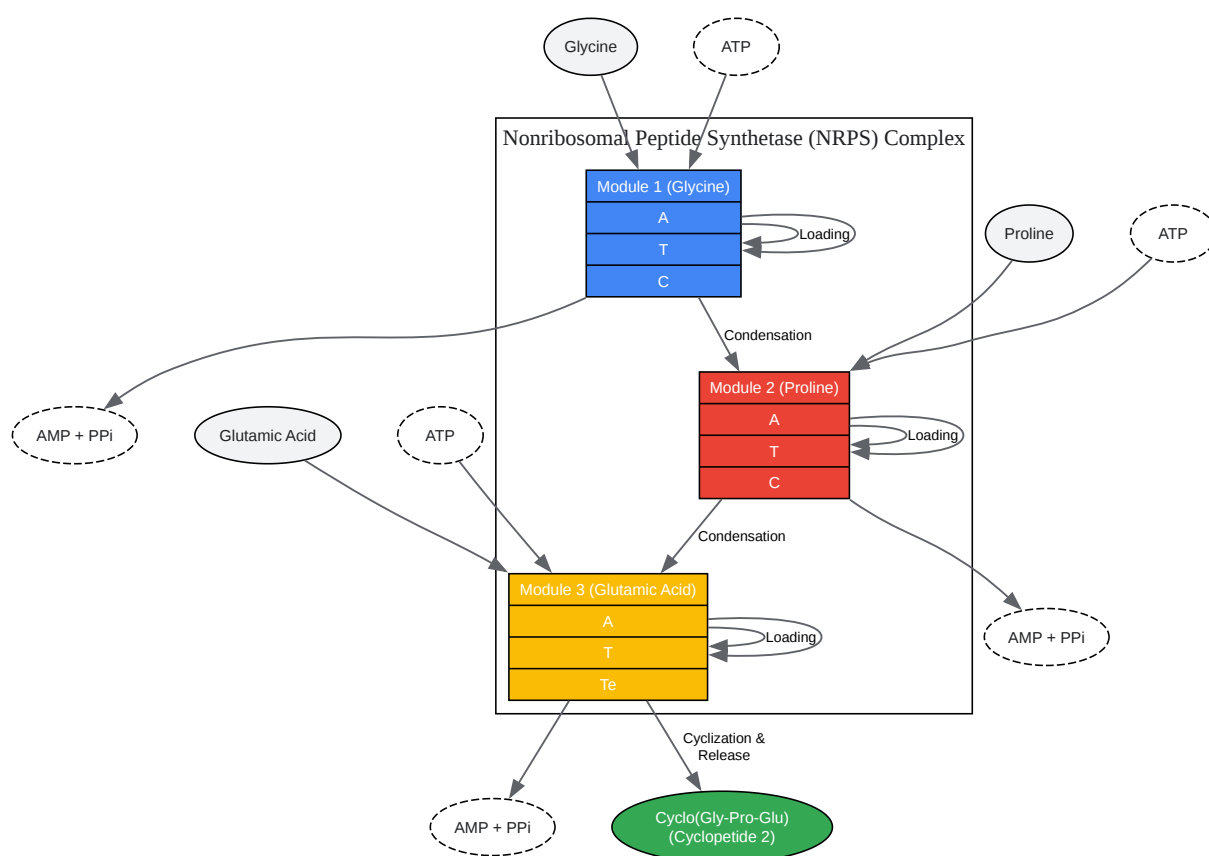 Glycine
ATP
Nonribosomal Peptide Synthetase (NRPS) Complex
Module 1 (Glycine)
A
T
C
Loading
Proline
ATP
Condensation
Module 2 (Proline)
A
T
C
Loading
AMP + PPi
Glutamic Acid
ATP
Condensation
Module 3 (Glutamic Acid)
A
T
Te
Loading
AMP + PPi
Cyclization &
Release
AMP + PPi
Cyclo(Gly-Pro-Glu)
(Cyclopetide 2)